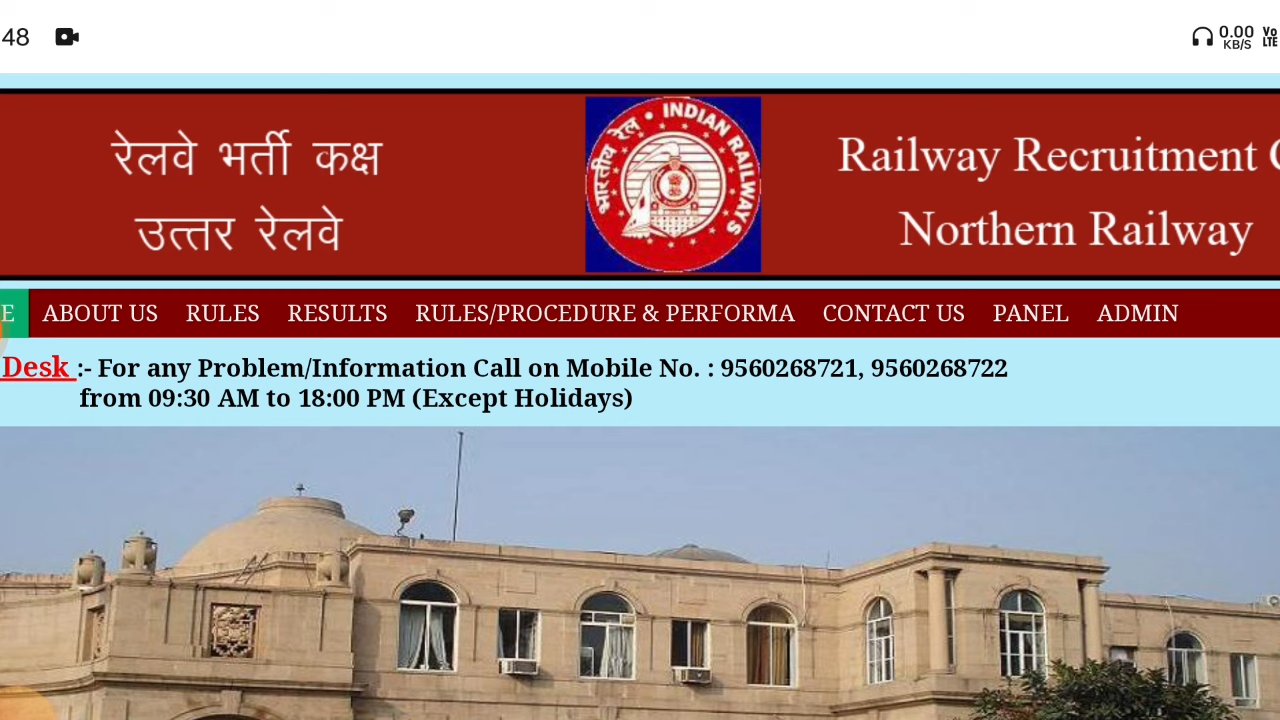 48
0.00
KB/S
Vo
LTE
रेलवे भर्ती कक्ष
उत्तर रेलवे
भारतीय रेल • INDIAN RAILWAYS
Railway Recruitment
Northern Railway
E ABOUT US RULES RESULTS RULES/PROCEDURE & PERFORMA CONTACT US PANEL ADMIN
Desk :- For any Problem/Information Call on Mobile No. : 9560268721, 9560268722
from 09:30 AM to 18:00 PM (Except Holidays)